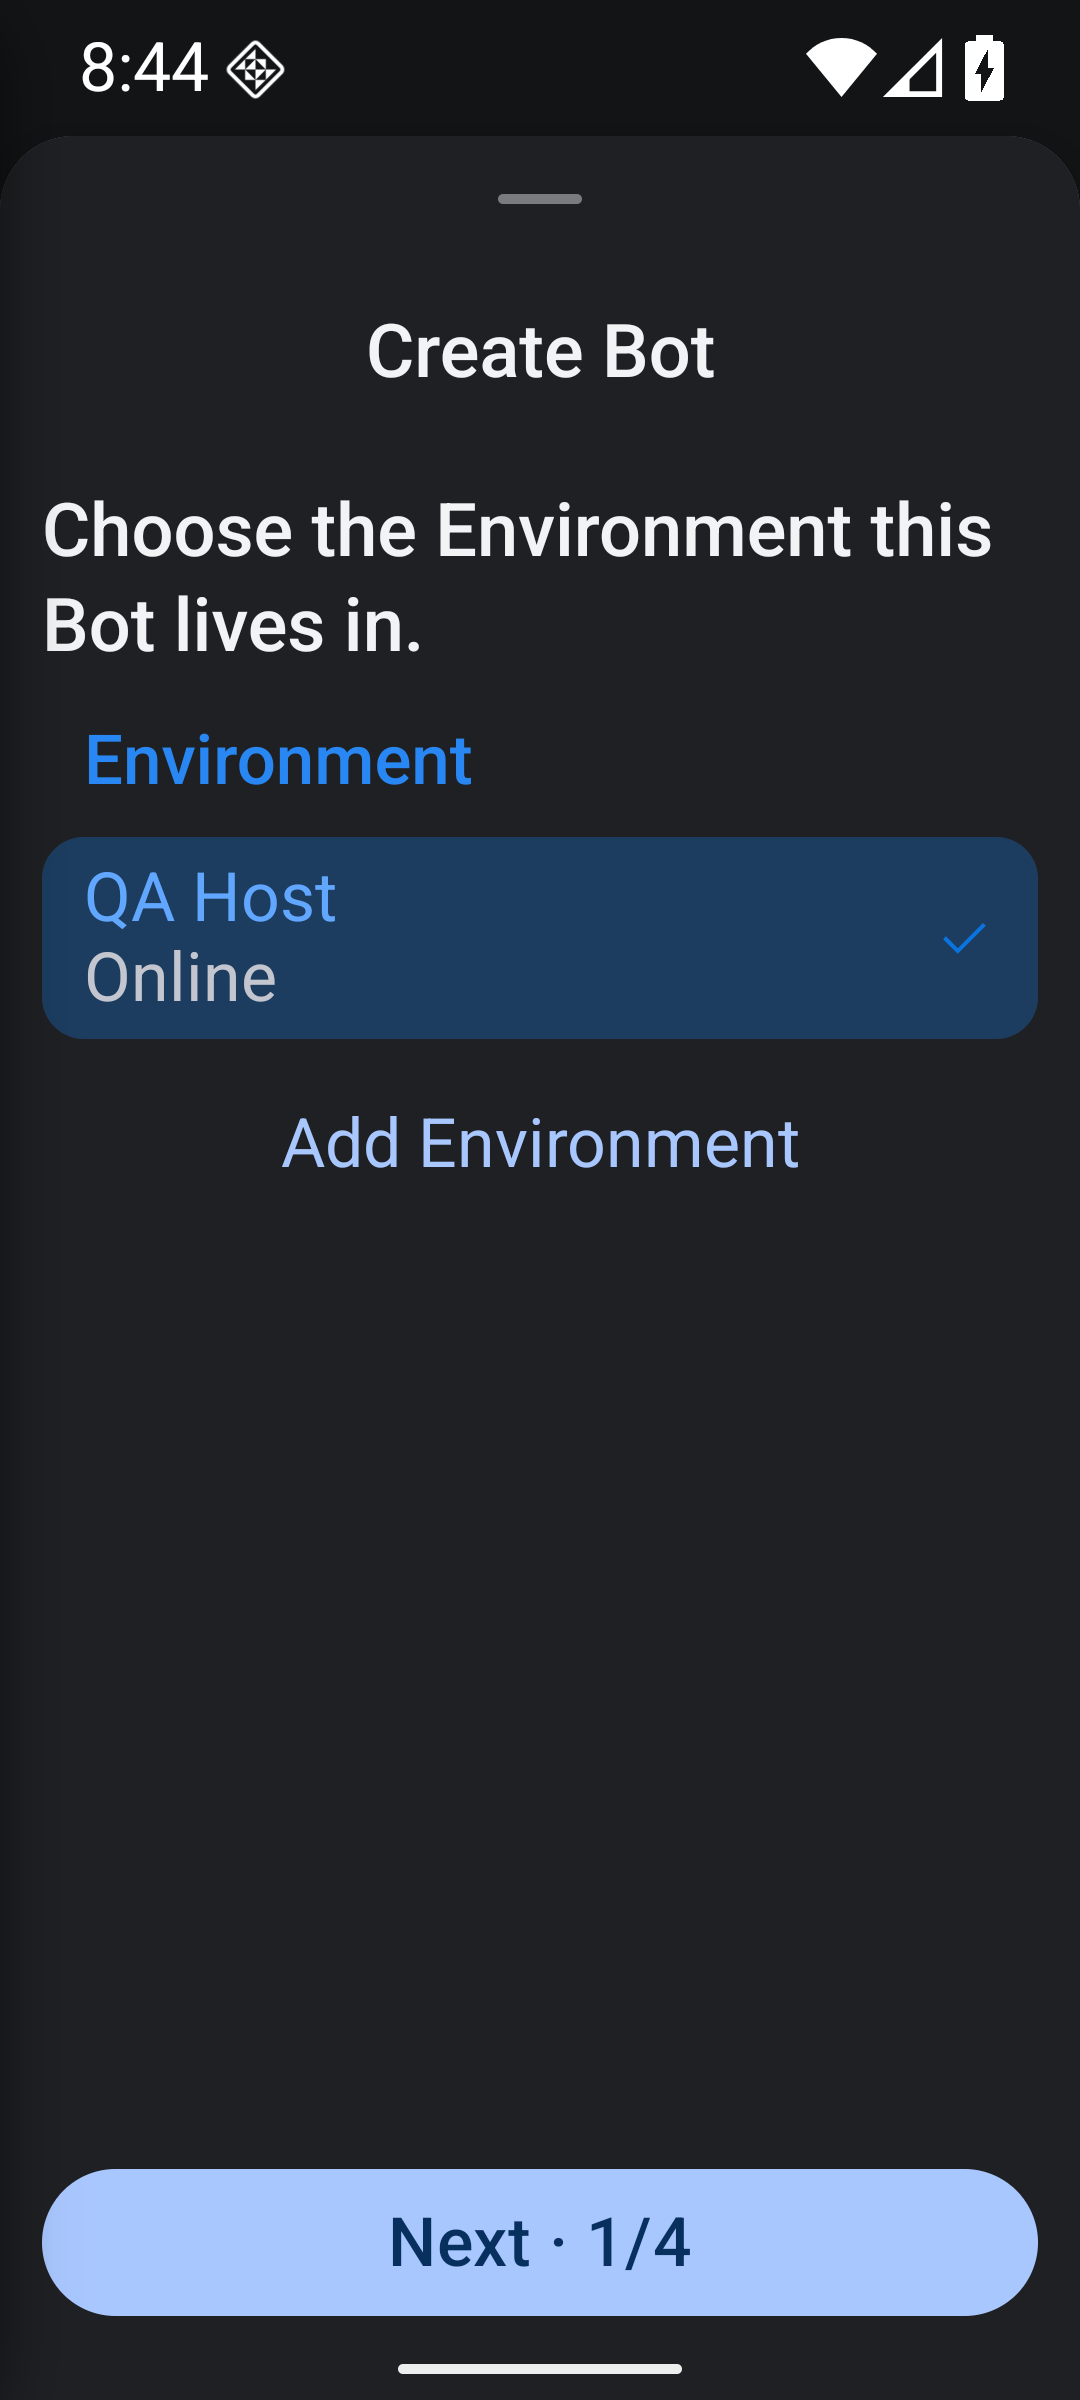 8:44
Create Bot
Choose the Environment this
Bot lives in.
Environment
QA Host
Online
Add Environment
Next · 1/4